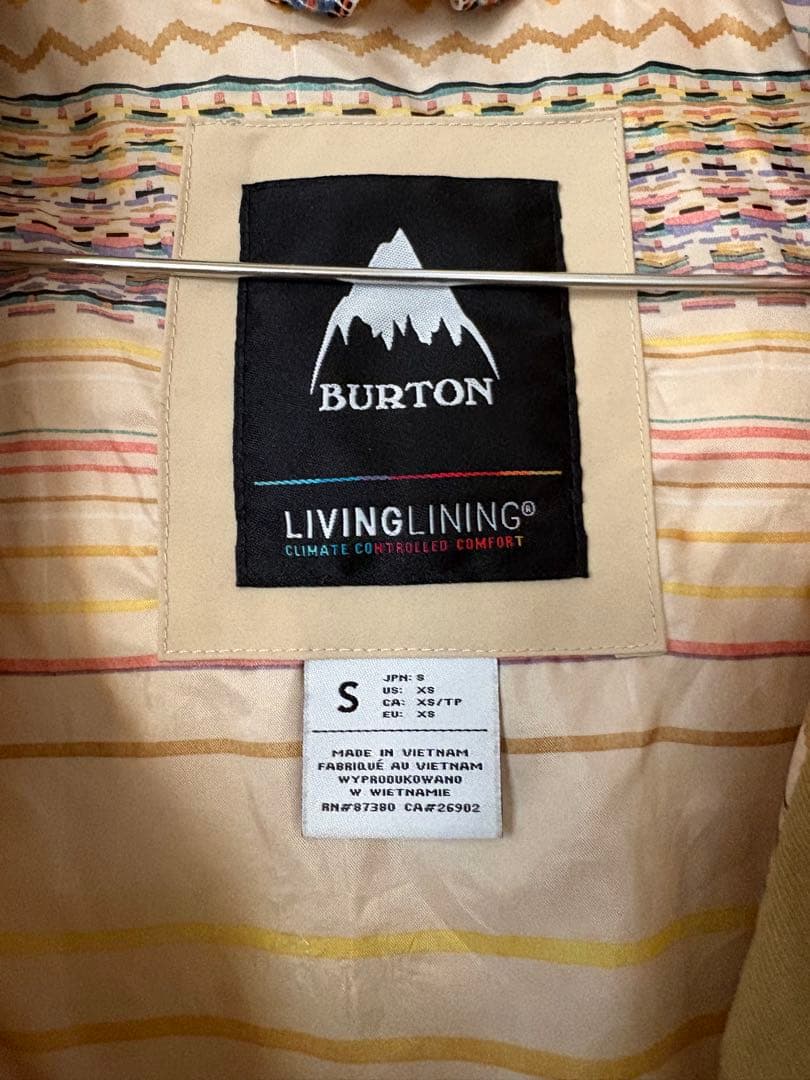 BURTON
LIVINGLINING®
CLIMATE CONTROLLED COMFORT
S
JPN: S
US: XS
CA: XS/TP
EU: XS
MADE IN VIETNAM
FABRIQUÉ AU VIETNAM
WYPRODUKOWANO
W WIETNAMIE
RN#87380 CA#26902